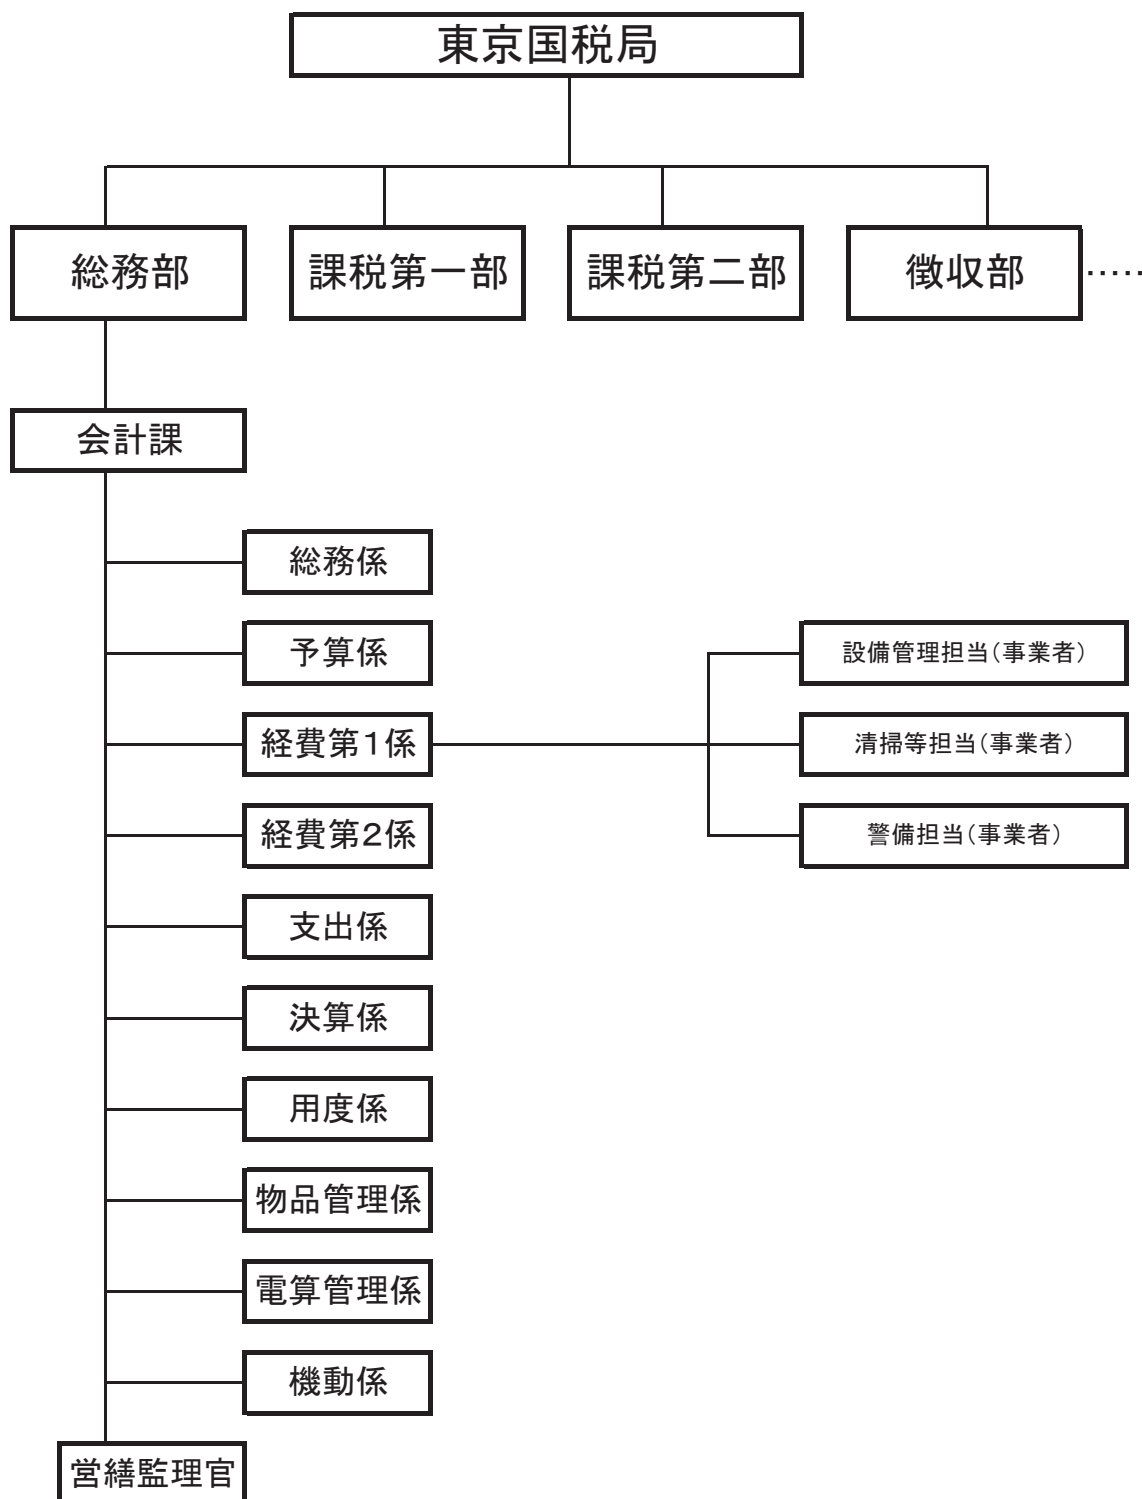 東京国税局
総務部
課税第一部
課税第二部
徴収部
‥‥‥
会計課
総務係
予算係
設備管理担当(事業者)
経費第1係
清掃等担当(事業者)
経費第2係
警備担当(事業者)
支出係
決算係
用度係
物品管理係
電算管理係
機動係
営繕監理官